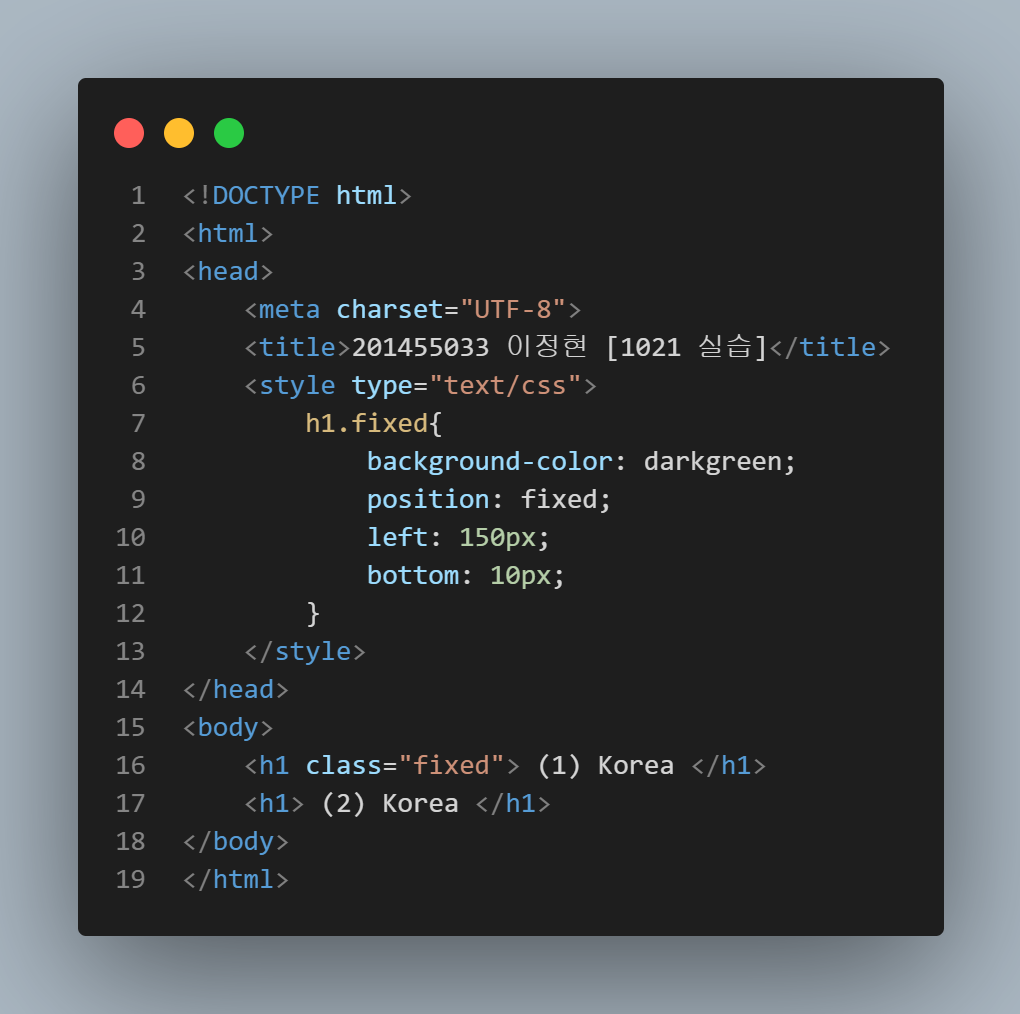 1 <!DOCTYPE html>
2 <html>
3 <head>
4     <meta charset="UTF-8">
5     <title>201455033 이정현 [1021 실습]</title>
6     <style type="text/css">
7         h1.fixed{
8             background-color: darkgreen;
9             position: fixed;
10             left: 150px;
11             bottom: 10px;
12         }
13     </style>
14 </head>
15 <body>
16     <h1 class="fixed"> (1) Korea </h1>
17     <h1> (2) Korea </h1>
18 </body>
19 </html>